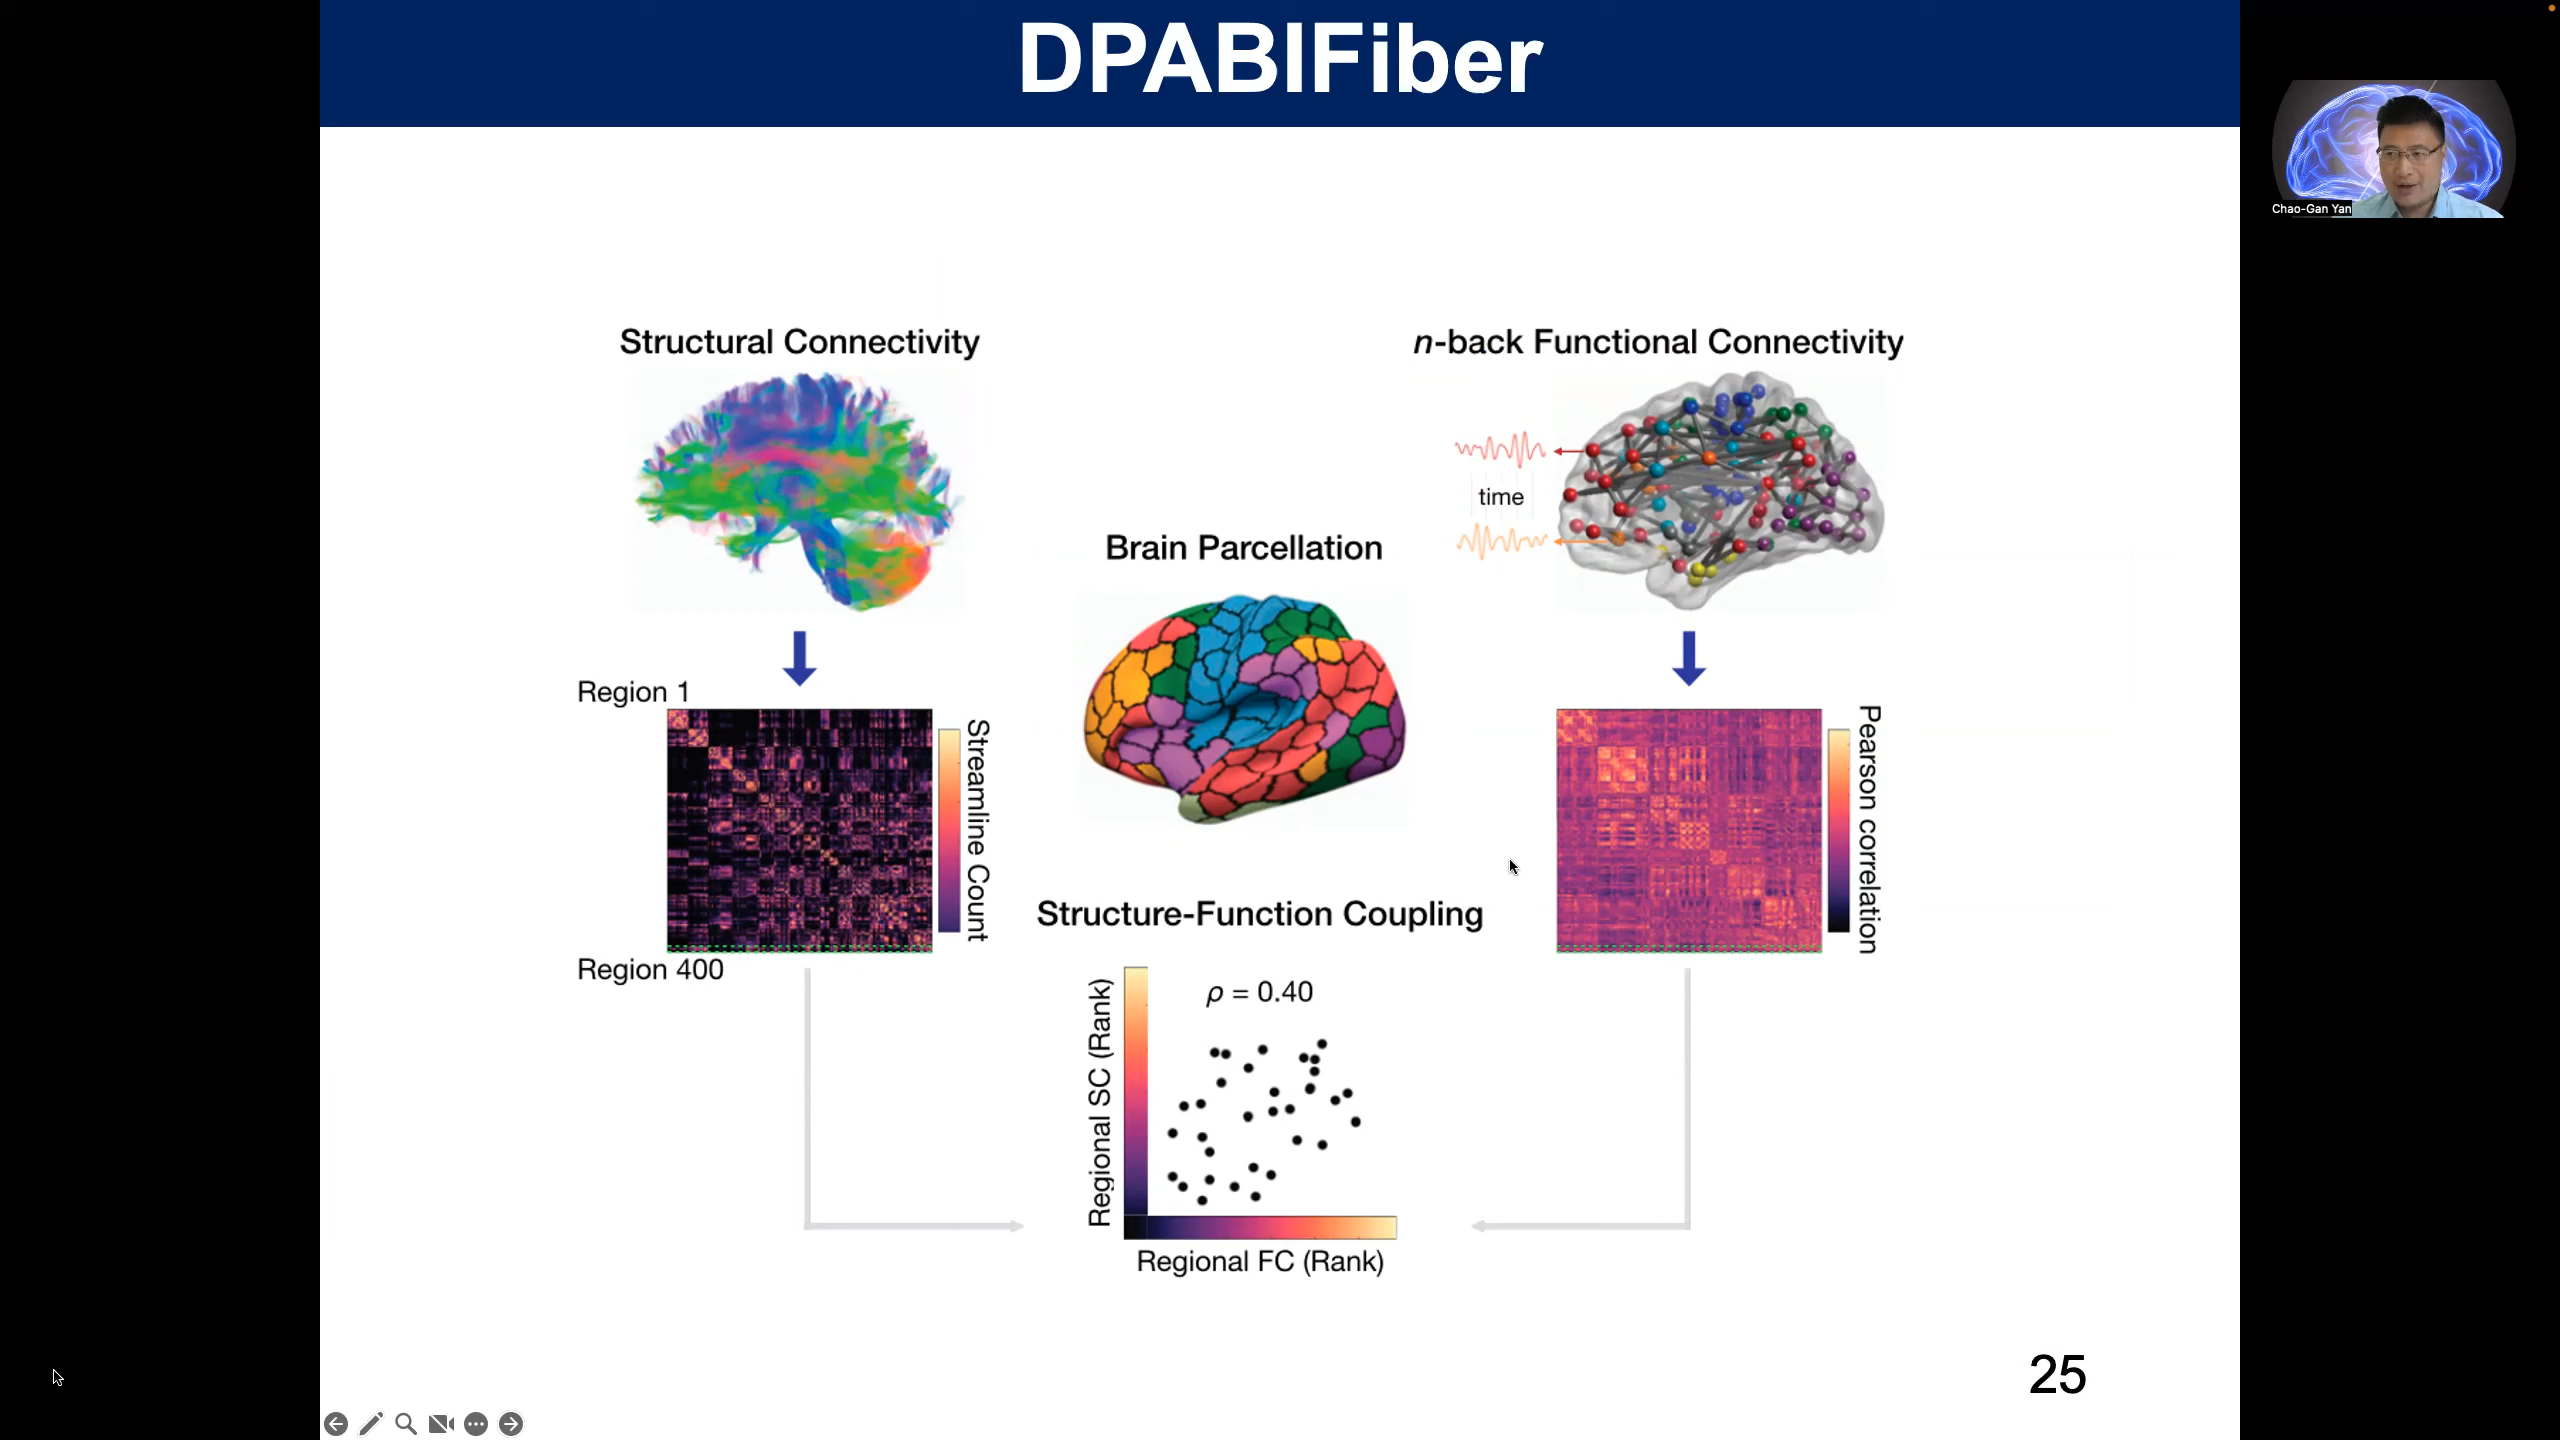 DPABIFiber
Chao-Gan Yan
Structural Connectivity
n-back Functional Connectivity
time
Brain Parcellation
Region 1
Streamline Count
Region 400
Pearson correlation
Structure-Function Coupling
ρ = 0.40
Regional SC (Rank)
Regional FC (Rank)
25